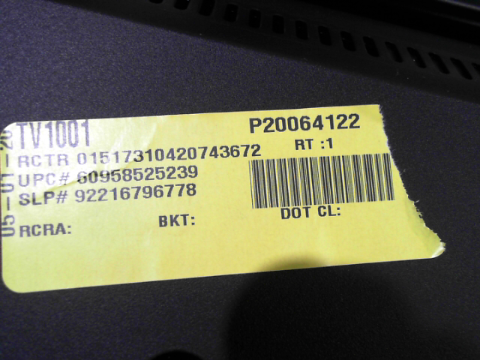 TV1001
P20064122
RCTR 01517310420743672
RT :1
UPC# 60958525239
SLP# 92216796778
RCRA:
BKT:
DOT CL:
05-01-20